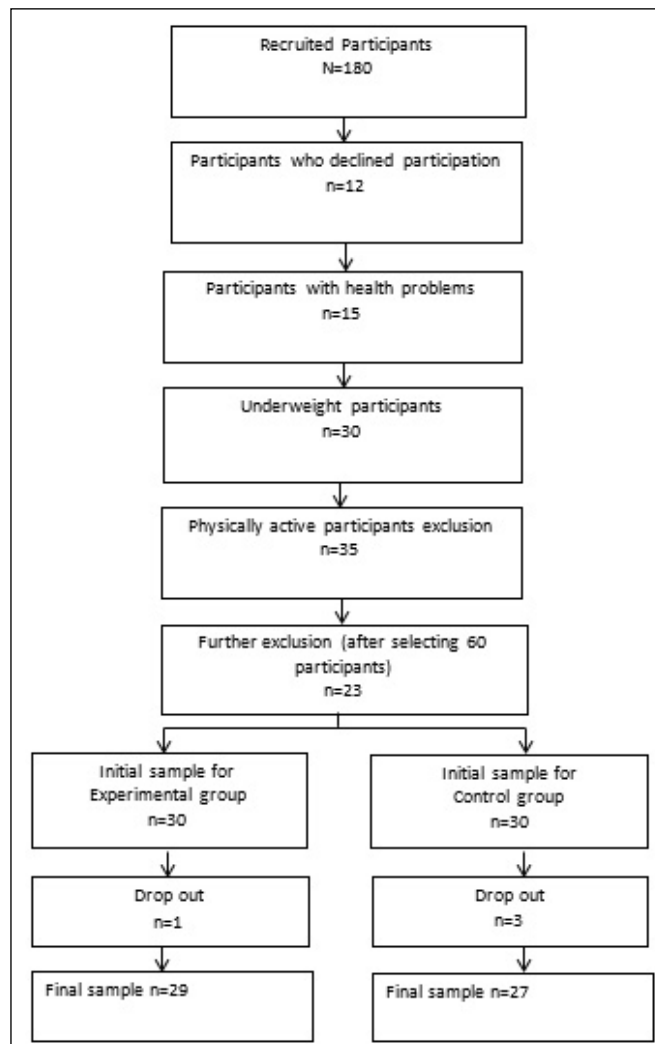 Recruited Participants
N=180
Participants who declined participation
n=12
Participants with health problems
n=15
Underweight participants
n=30
Physically active participants exclusion
n=35
Further exclusion (after selecting 60
participants)
n=23
Initial sample for
Experimental group
n=30
Initial sample for
Control group
n=30
Drop out
n=1
Drop out
n=3
Final sample n=29
Final sample n=27